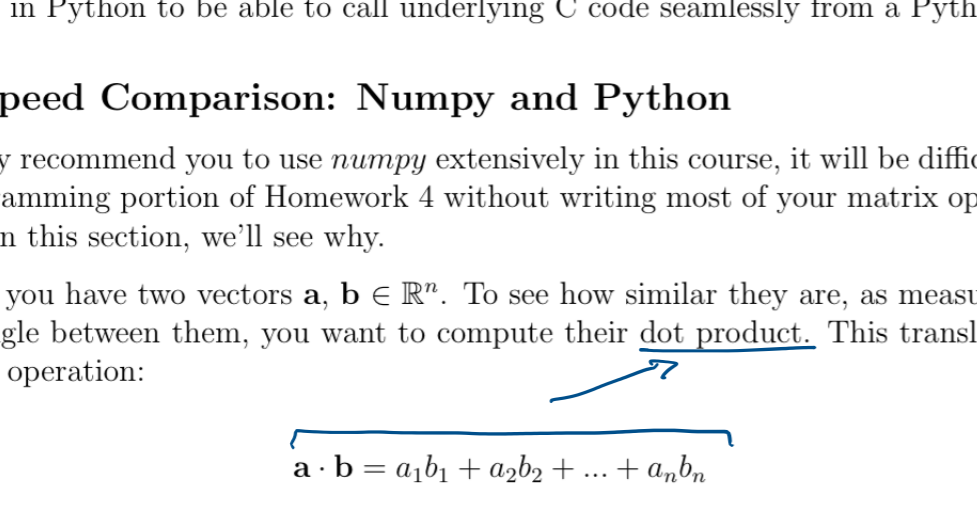 in Python to be able to call underlying C code seamlessly from a Pyth
peed Comparison: Numpy and Python
y recommend you to use numpy extensively in this course, it will be diffic
amming portion of Homework 4 without writing most of your matrix op
n this section, we'll see why.
you have two vectors a, b ∈ ℝⁿ. To see how similar they are, as measu
gle between them, you want to compute their dot product. This transl
operation:
a · b = a₁b₁ + a₂b₂ + ... + aₙbₙ